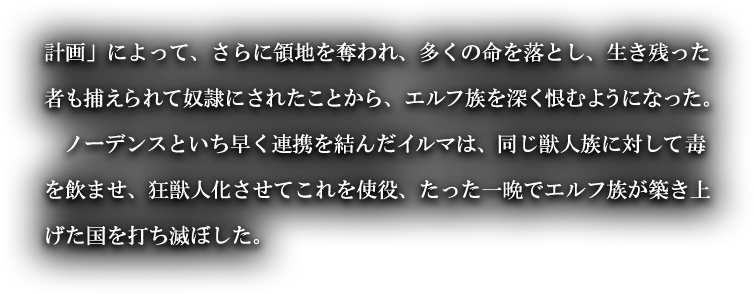 計画」によって、さらに領地を奪われ、多くの命を落とし、生き残った
者も捕えられて奴隷にされたことから、エルフ族を深く恨むようになった。
　ノーデンスといち早く連携を結んだイルマは、同じ獣人族に対して毒
を飲ませ、狂獣人化させてこれを使役、たった一晩でエルフ族が築き上
げた国を打ち滅ぼした。